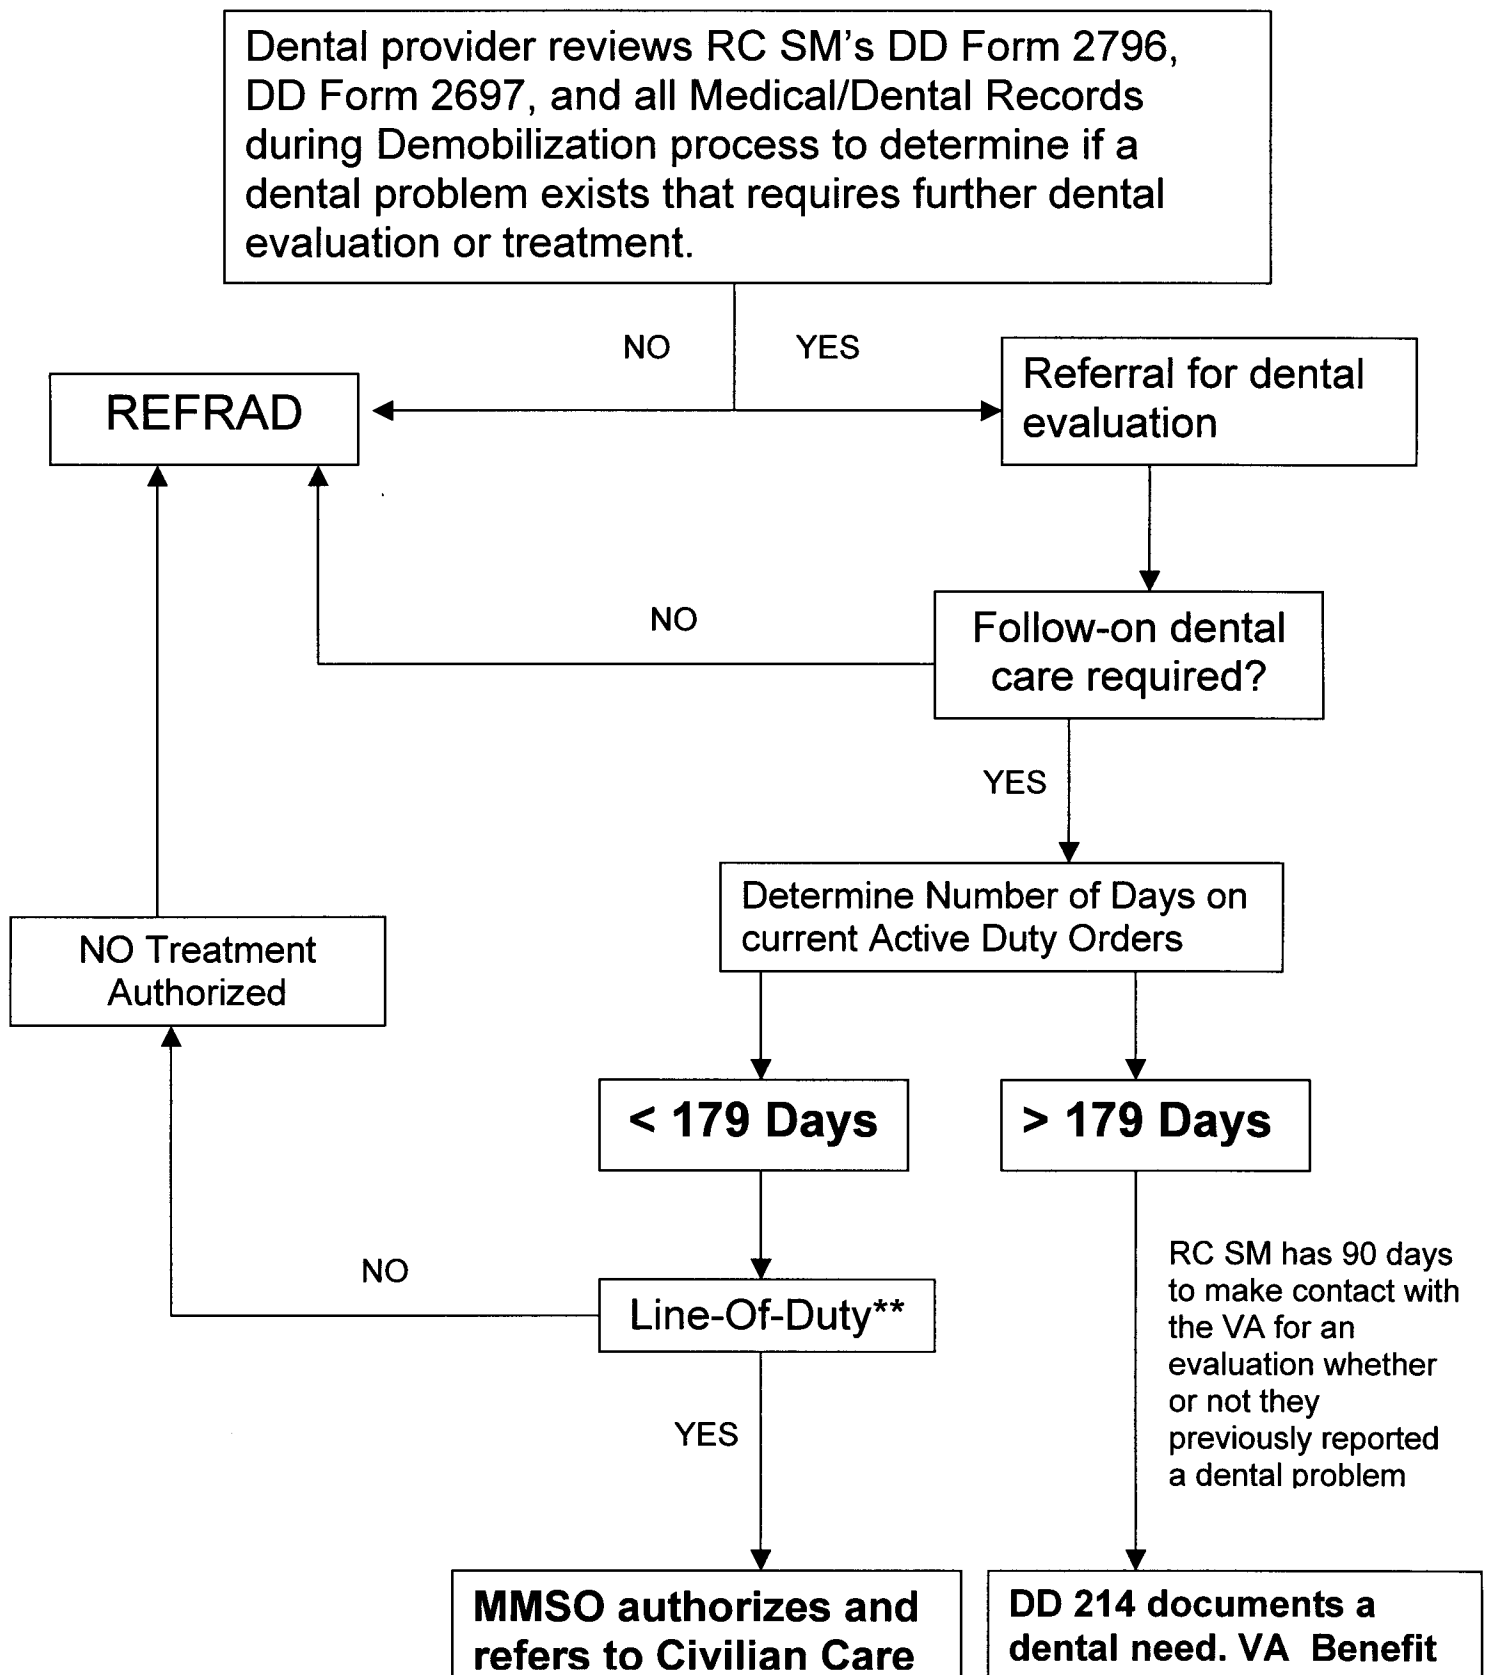 Dental provider reviews RC SM's DD Form 2796,
DD Form 2697, and all Medical/Dental Records
during Demobilization process to determine if a
dental problem exists that requires further dental
evaluation or treatment.
NO
YES
REFRAD
Referral for dental
evaluation
NO
Follow-on dental
care required?
YES
Determine Number of Days on
current Active Duty Orders
NO Treatment
Authorized
< 179 Days
> 179 Days
NO
Line-Of-Duty**
RC SM has 90 days
to make contact with
the VA for an
evaluation whether
or not they
previously reported
a dental problem
YES
MMSO authorizes and
refers to Civilian Care
DD 214 documents a
dental need. VA Benefit